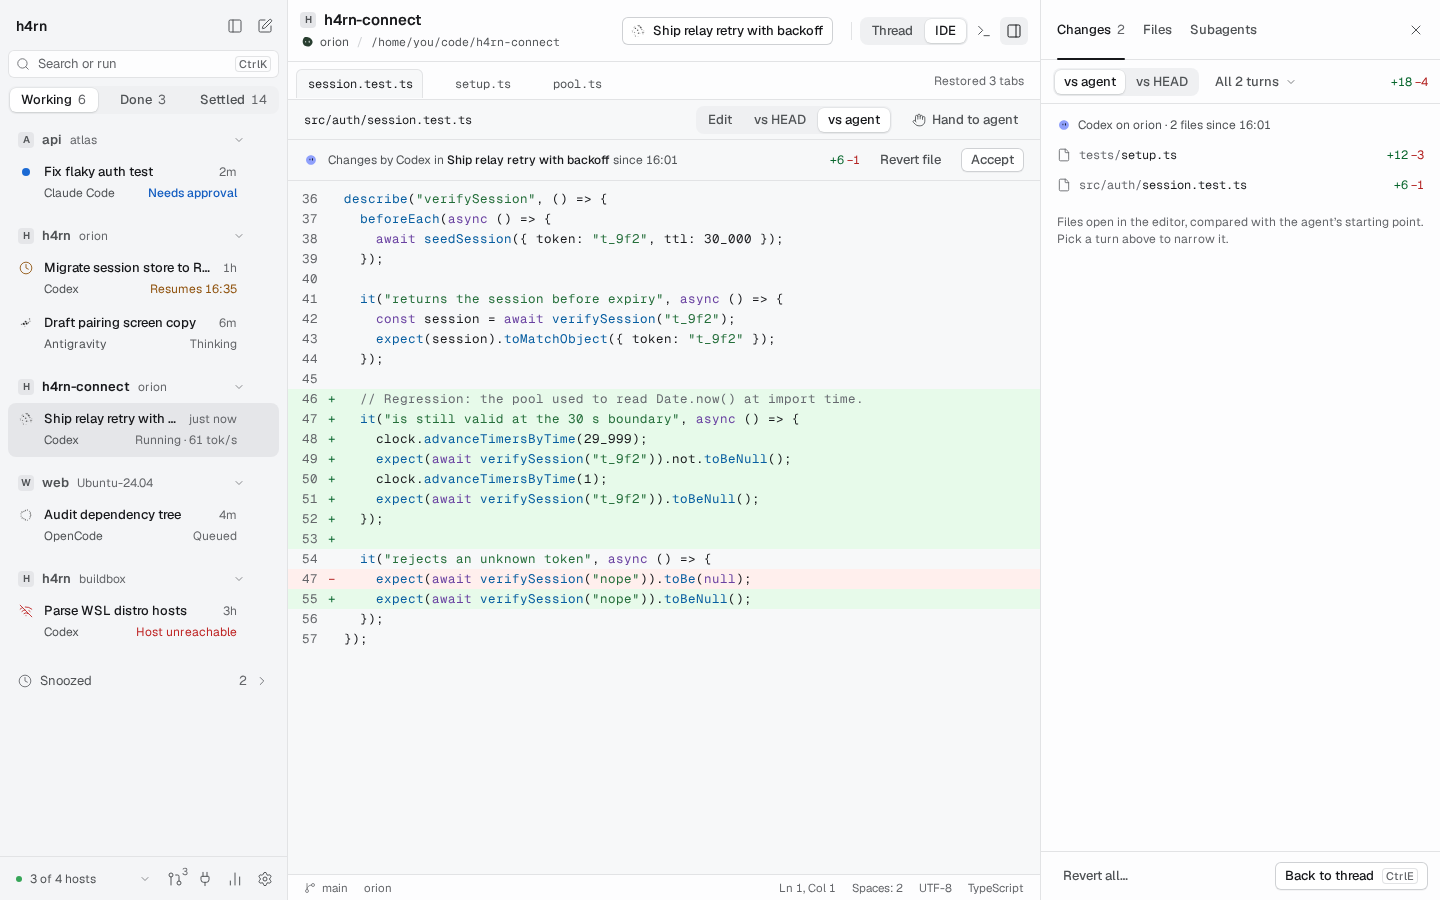 h4rn
Search or run CtrlK
Working 6 Done 3 Settled 14
A api atlas
Fix flaky auth test 2m
Claude Code Needs approval
H h4rn orion
Migrate session store to R... 1h
Codex Resumes 16:35
Draft pairing screen copy 6m
Antigravity Thinking
H h4rn-connect orion
Ship relay retry with ... just now
Codex Running · 61 tok/s
W web Ubuntu-24.04
Audit dependency tree 4m
OpenCode Queued
H h4rn buildbox
Parse WSL distro hosts 3h
Codex Host unreachable
Snoozed 2
3 of 4 hosts 3
H h4rn-connect
orion / /home/you/code/h4rn-connect
Ship relay retry with backoff Thread IDE
session.test.ts setup.ts pool.ts Restored 3 tabs
src/auth/session.test.ts Edit vs HEAD vs agent Hand to agent
Changes by Codex in Ship relay retry with backoff since 16:01 +6 −1 Revert file Accept
36 describe("verifySession", () => {
37 beforeEach(async () => {
38 await seedSession({ token: "t_9f2", ttl: 30_000 });
39 });
40
41 it("returns the session before expiry", async () => {
42 const session = await verifySession("t_9f2");
43 expect(session).toMatchObject({ token: "t_9f2" });
44 });
45
46 + // Regression: the pool used to read Date.now() at import time.
47 + it("is still valid at the 30 s boundary", async () => {
48 + clock.advanceTimersByTime(29_999);
49 + expect(await verifySession("t_9f2")).not.toBeNull();
50 + clock.advanceTimersByTime(1);
51 + expect(await verifySession("t_9f2")).toBeNull();
52 + });
53 +
54 it("rejects an unknown token", async () => {
47 − expect(await verifySession("nope")).toBe(null);
55 + expect(await verifySession("nope")).toBeNull();
56 });
57 });
main orion Ln 1, Col 1 Spaces: 2 UTF-8 TypeScript
Changes 2 Files Subagents
vs agent vs HEAD All 2 turns +18 −4
Codex on orion · 2 files since 16:01
tests/setup.ts +12 −3
src/auth/session.test.ts +6 −1
Files open in the editor, compared with the agent's starting point.
Pick a turn above to narrow it.
Revert all... Back to thread CtrlE